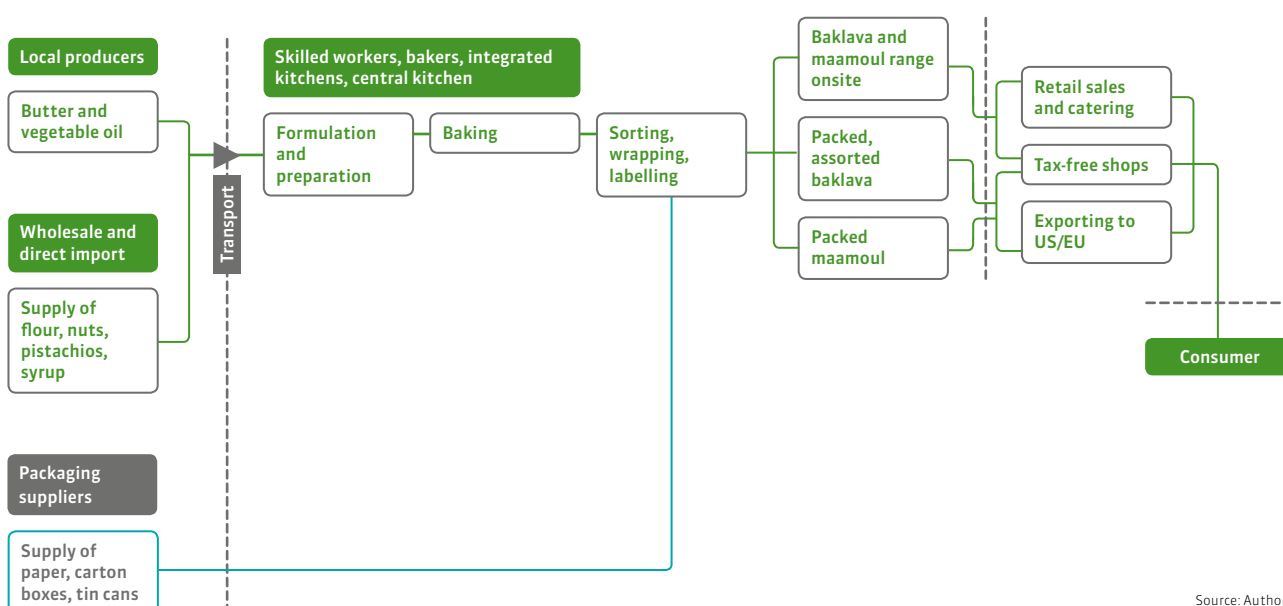 Local producers
Butter and
vegetable oil
Wholesale and
direct import
Supply of
flour, nuts,
pistachios,
syrup
Packaging
suppliers
Supply of
paper, carton
boxes, tin cans
Transport
Skilled workers, bakers, integrated
kitchens, central kitchen
Formulation
and
preparation
Baking
Sorting,
wrapping,
labelling
Baklava and
maamoul range
onsite
Packed,
assorted
baklava
Packed
maamoul
Retail sales
and catering
Tax-free shops
Exporting to
US/EU
Consumer
Source: Autho